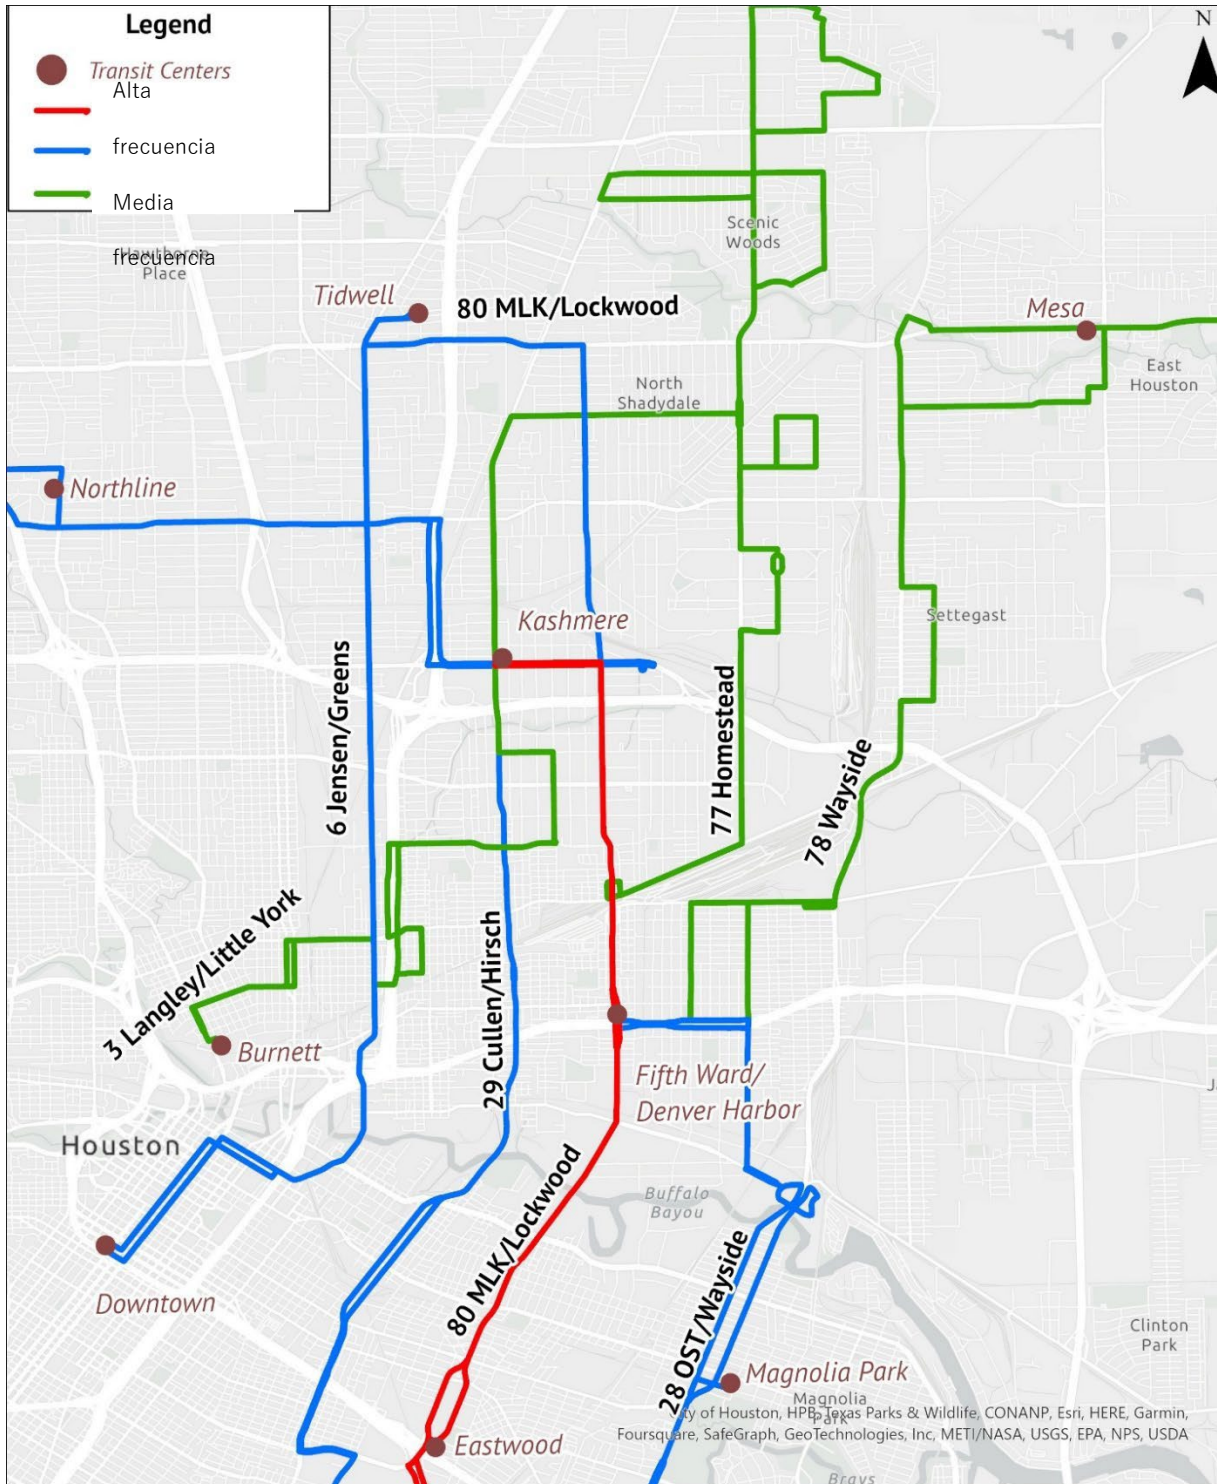 Legend
Transit Centers
Alta
frecuencia
Media
frecuencia
N
Hawthorne
Place
Scenic
Woods
Tidwell
80 MLK/Lockwood
Mesa
East
Houston
North
Shadydale
Northline
Kashmere
Settegast
6 Jensen/Greens
77 Homestead
78 Wayside
3 Langley/Little York
29 Cullen/Hirsch
Burnett
Fifth Ward/
Denver Harbor
Houston
80 MLK/Lockwood
Buffalo
Bayou
28 OST/Wayside
Downtown
Clinton
Park
Magnolia Park
Magnolia
Park
City of Houston, HPB, Texas Parks & Wildlife, CONANP, Esri, HERE, Garmin,
Foursquare, SafeGraph, GeoTechnologies, Inc, METI/NASA, USGS, EPA, NPS, USDA
Eastwood
Brays